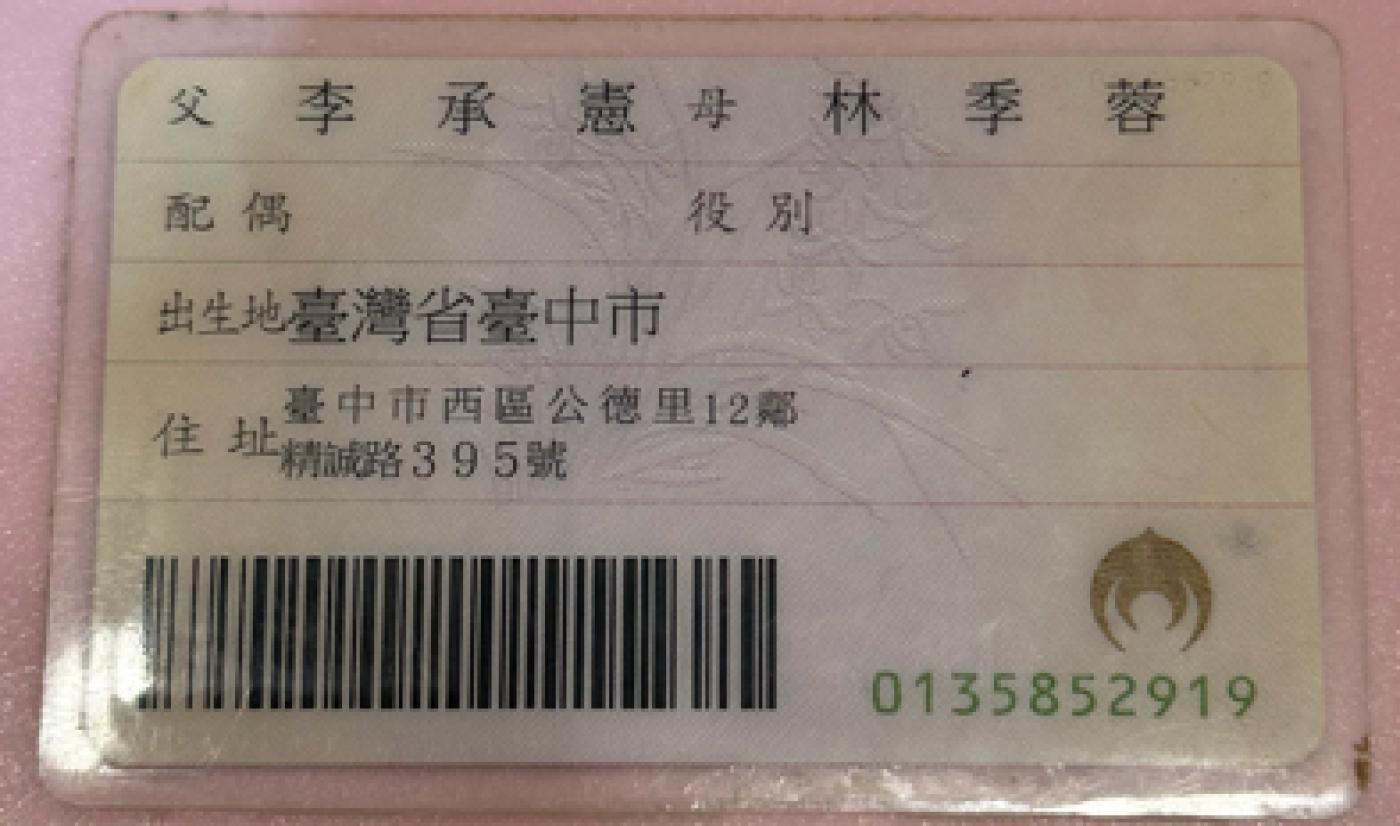 父 李承憲 母 林季蓉
配偶 役別
出生地 臺灣省臺中市
住址 臺中市西區公德里12鄰
精誠路395號
0135852919